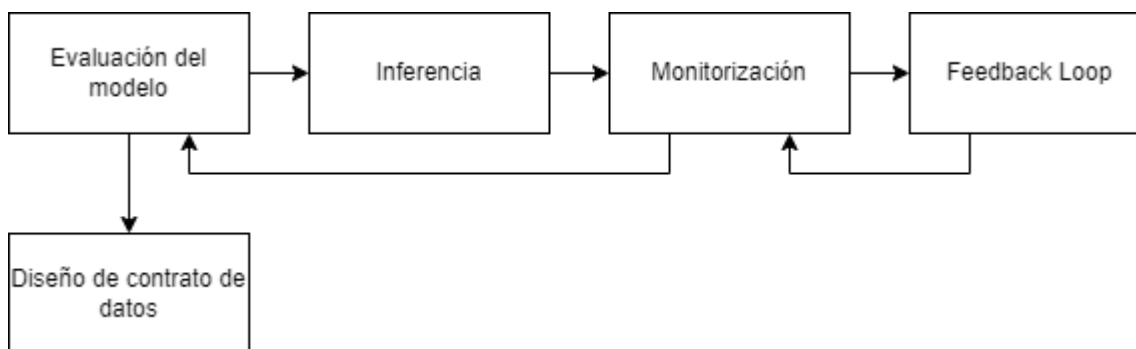 Evaluación del
modelo
Inferencia
Monitorización
Feedback Loop
Diseño de contrato de
datos